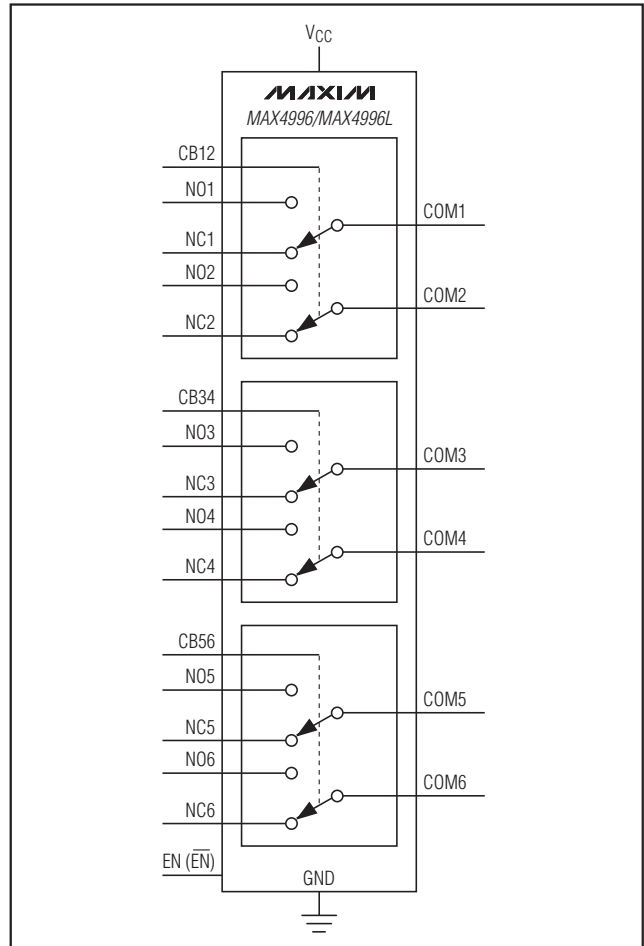 VCC
MAXIM
MAX4996/MAX4996L
CB12
NO1
COM1
NC1
NO2
COM2
NC2
CB34
NO3
COM3
NC3
NO4
COM4
NC4
CB56
NO5
COM5
NC5
NO6
COM6
NC6
EN (E̅N̅)
GND